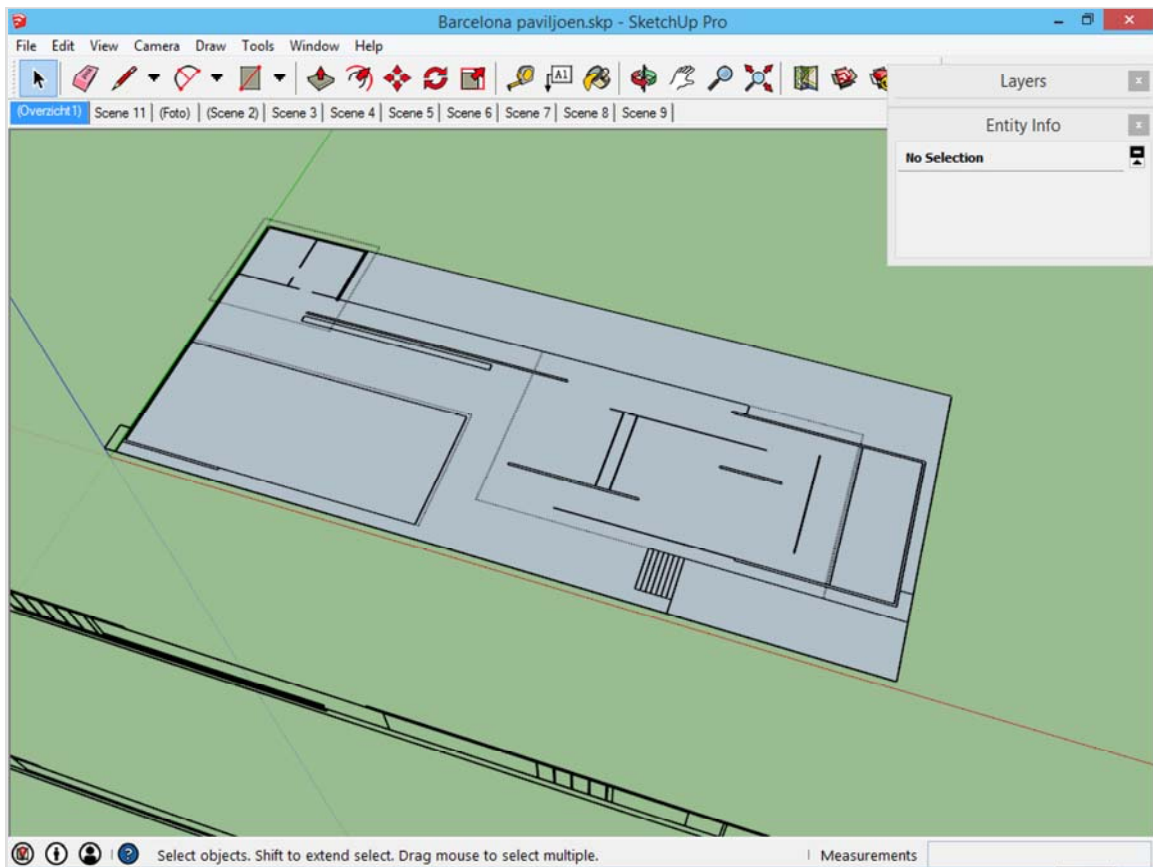 Barcelona paviljoen.skp - SketchUp Pro
File Edit View Camera Draw Tools Window Help
A1
Layers
(Overzicht1) Scene 11 (Foto) (Scene 2) Scene 3 Scene 4 Scene 5 Scene 6 Scene 7 Scene 8 Scene 9
Entity Info
No Selection
Select objects. Shift to extend select. Drag mouse to select multiple.
Measurements